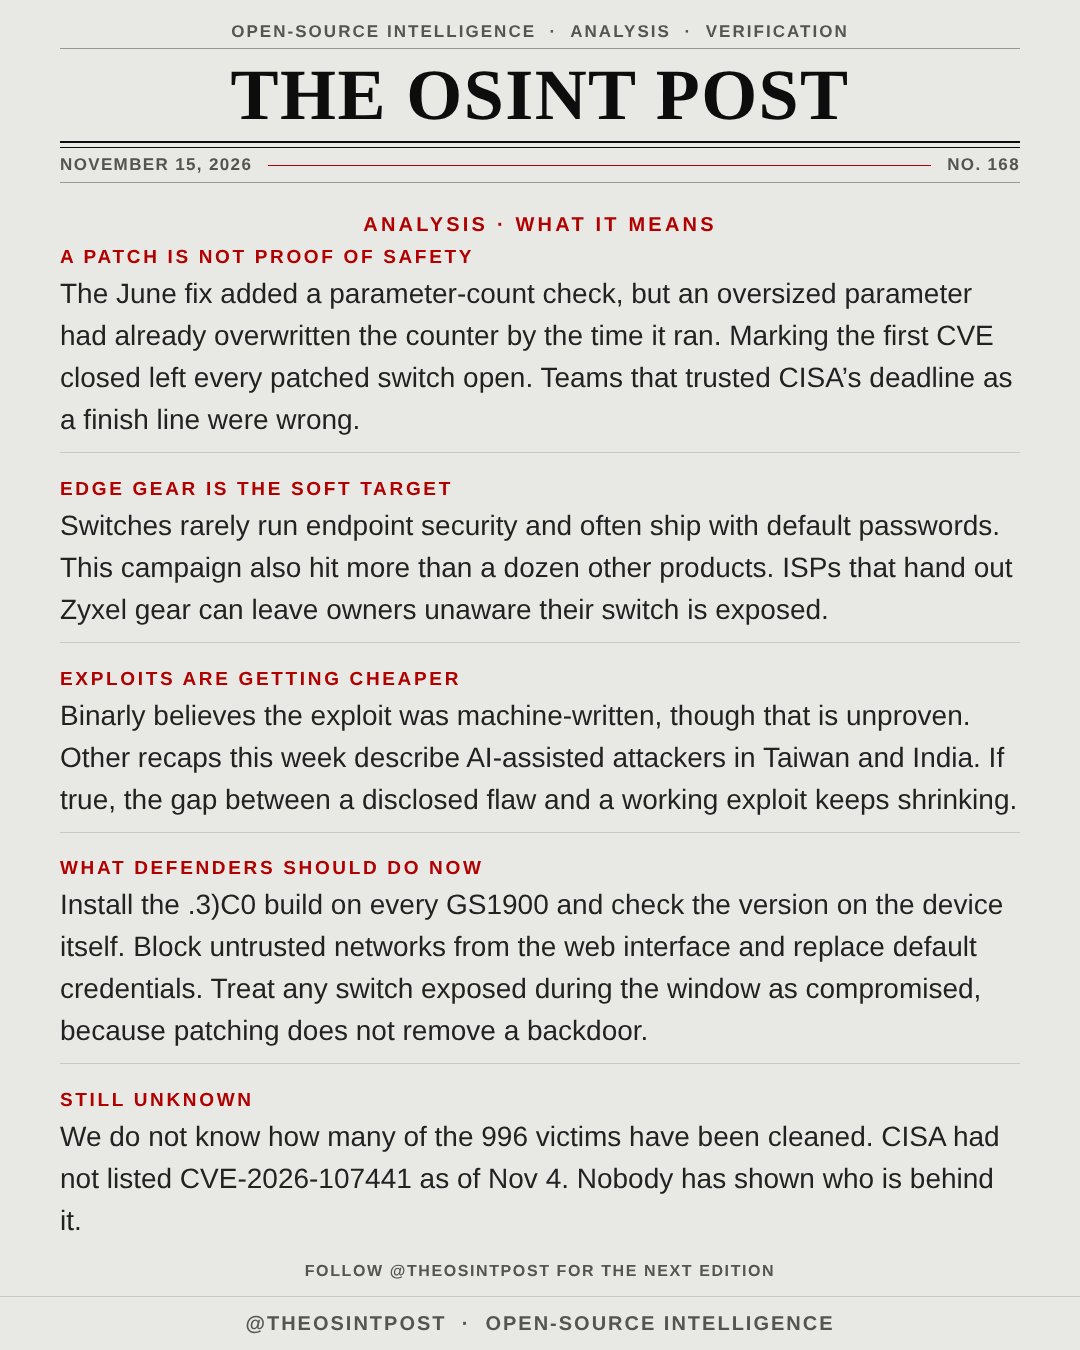 OPEN-SOURCE INTELLIGENCE · ANALYSIS · VERIFICATION
THE OSINT POST
NOVEMBER 15, 2026 NO. 168
ANALYSIS · WHAT IT MEANS
A PATCH IS NOT PROOF OF SAFETY
The June fix added a parameter-count check, but an oversized parameter
had already overwritten the counter by the time it ran. Marking the first CVE
closed left every patched switch open. Teams that trusted CISA’s deadline as
a finish line were wrong.
EDGE GEAR IS THE SOFT TARGET
Switches rarely run endpoint security and often ship with default passwords.
This campaign also hit more than a dozen other products. ISPs that hand out
Zyxel gear can leave owners unaware their switch is exposed.
EXPLOITS ARE GETTING CHEAPER
Binarly believes the exploit was machine-written, though that is unproven.
Other recaps this week describe AI-assisted attackers in Taiwan and India. If
true, the gap between a disclosed flaw and a working exploit keeps shrinking.
WHAT DEFENDERS SHOULD DO NOW
Install the .3)C0 build on every GS1900 and check the version on the device
itself. Block untrusted networks from the web interface and replace default
credentials. Treat any switch exposed during the window as compromised,
because patching does not remove a backdoor.
STILL UNKNOWN
We do not know how many of the 996 victims have been cleaned. CISA had
not listed CVE-2026-107441 as of Nov 4. Nobody has shown who is behind
it.
FOLLOW @THEOSINTPOST FOR THE NEXT EDITION
@THEOSINTPOST · OPEN-SOURCE INTELLIGENCE